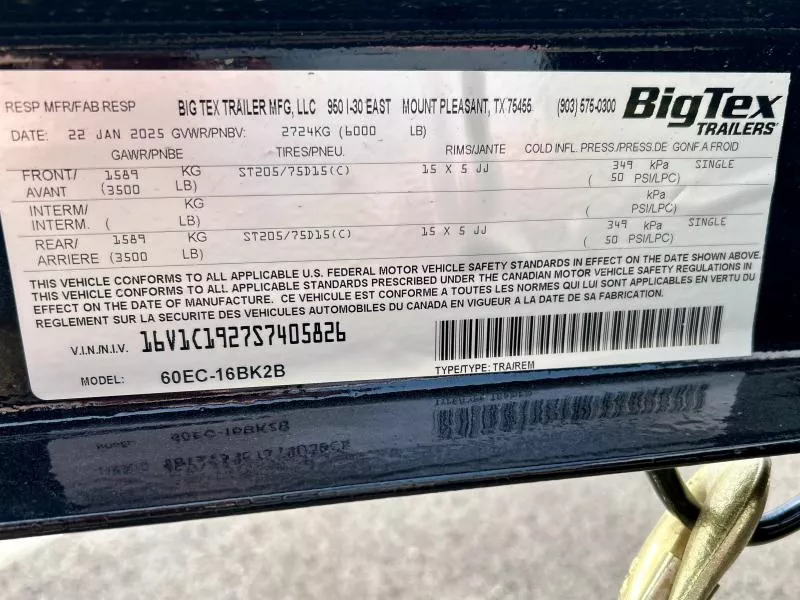 RESP MFR/FAB RESP BIG TEX TRAILER MFG, LLC 950 I-30 EAST MOUNT PLEASANT, TX 75455 (903) 575-0300 BigTex
TRAILERS
DATE: 22 JAN 2025 GVWR/PNBV: 2724KG (6000 LB)
GAWR/PNBE TIRES/PNEU. RIMS/JANTE COLD INFL. PRESS/PRESS.DE GONF A FROID
FRONT/ 1589 KG ST205/75D15(C) 15 X 5 JJ 349 kPa SINGLE
AVANT (3500 LB) ( 50 PSI/LPC)
INTERM/ KG kPa
INTERM. ( LB) ( PSI/LPC)
REAR/ 1589 KG ST205/75D15(C) 15 X 5 JJ 349 kPa SINGLE
ARRIERE (3500 LB) ( 50 PSI/LPC)
THIS VEHICLE CONFORMS TO ALL APPLICABLE U.S. FEDERAL MOTOR VEHICLE SAFETY STANDARDS IN EFFECT ON THE DATE SHOWN ABOVE.
THIS VEHICLE CONFORMS TO ALL APPLICABLE STANDARDS PRESCRIBED UNDER THE CANADIAN MOTOR VEHICLE SAFETY REGULATIONS IN
EFFECT ON THE DATE OF MANUFACTURE. CE VEHICULE EST CONFORME A TOUTES LES NORMES QUI LUI SONT APPLICABLES EN VERTU DU
REGLEMENT SUR LA SECURITE DES VEHICULES AUTOMOBILES DU CANADA EN VIGUEUR A LA DATE DE SA FABRICATION.
V.I.N./N.I.V. 16V1C1927S7405826
MODEL: 60EC-16BK2B TYPE/TYPE: TRA/REM